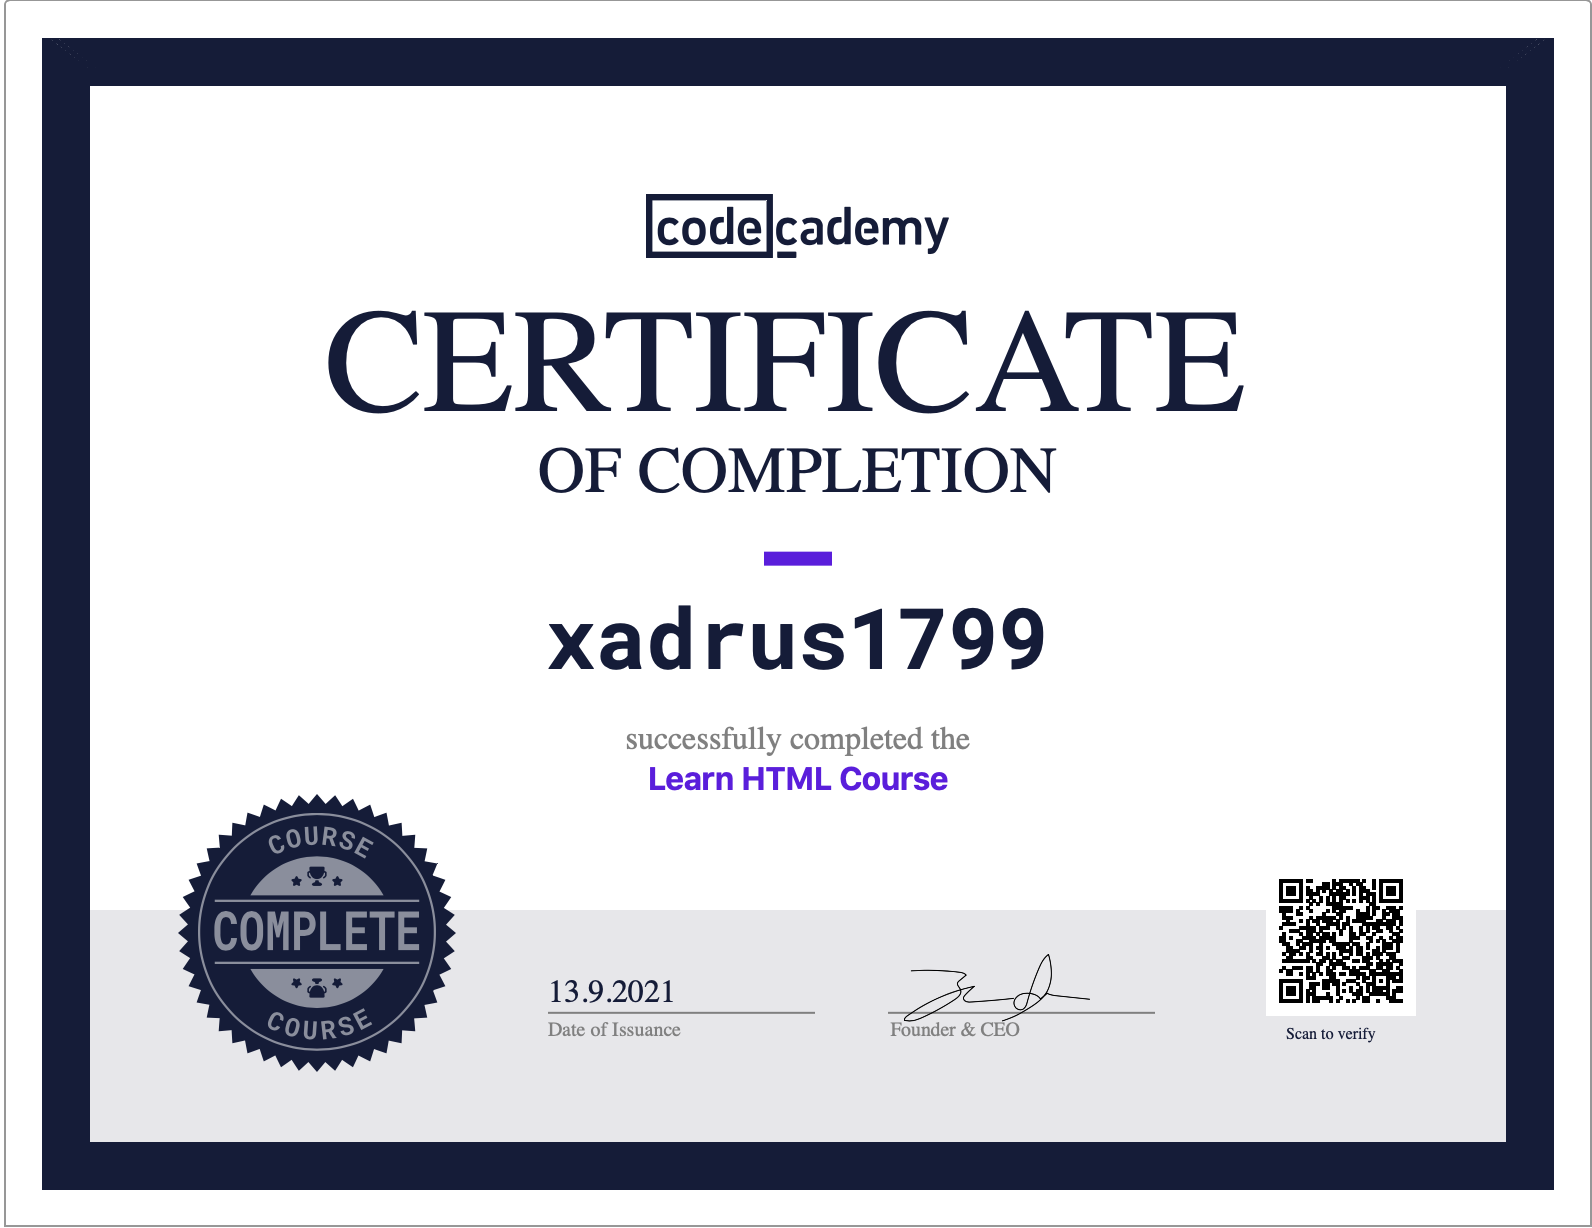 codecademy
CERTIFICATE
OF COMPLETION
xadrus1799
successfully completed the
Learn HTML Course
COURSE
COMPLETE
COURSE
13.9.2021
Date of Issuance
Founder & CEO
Scan to verify